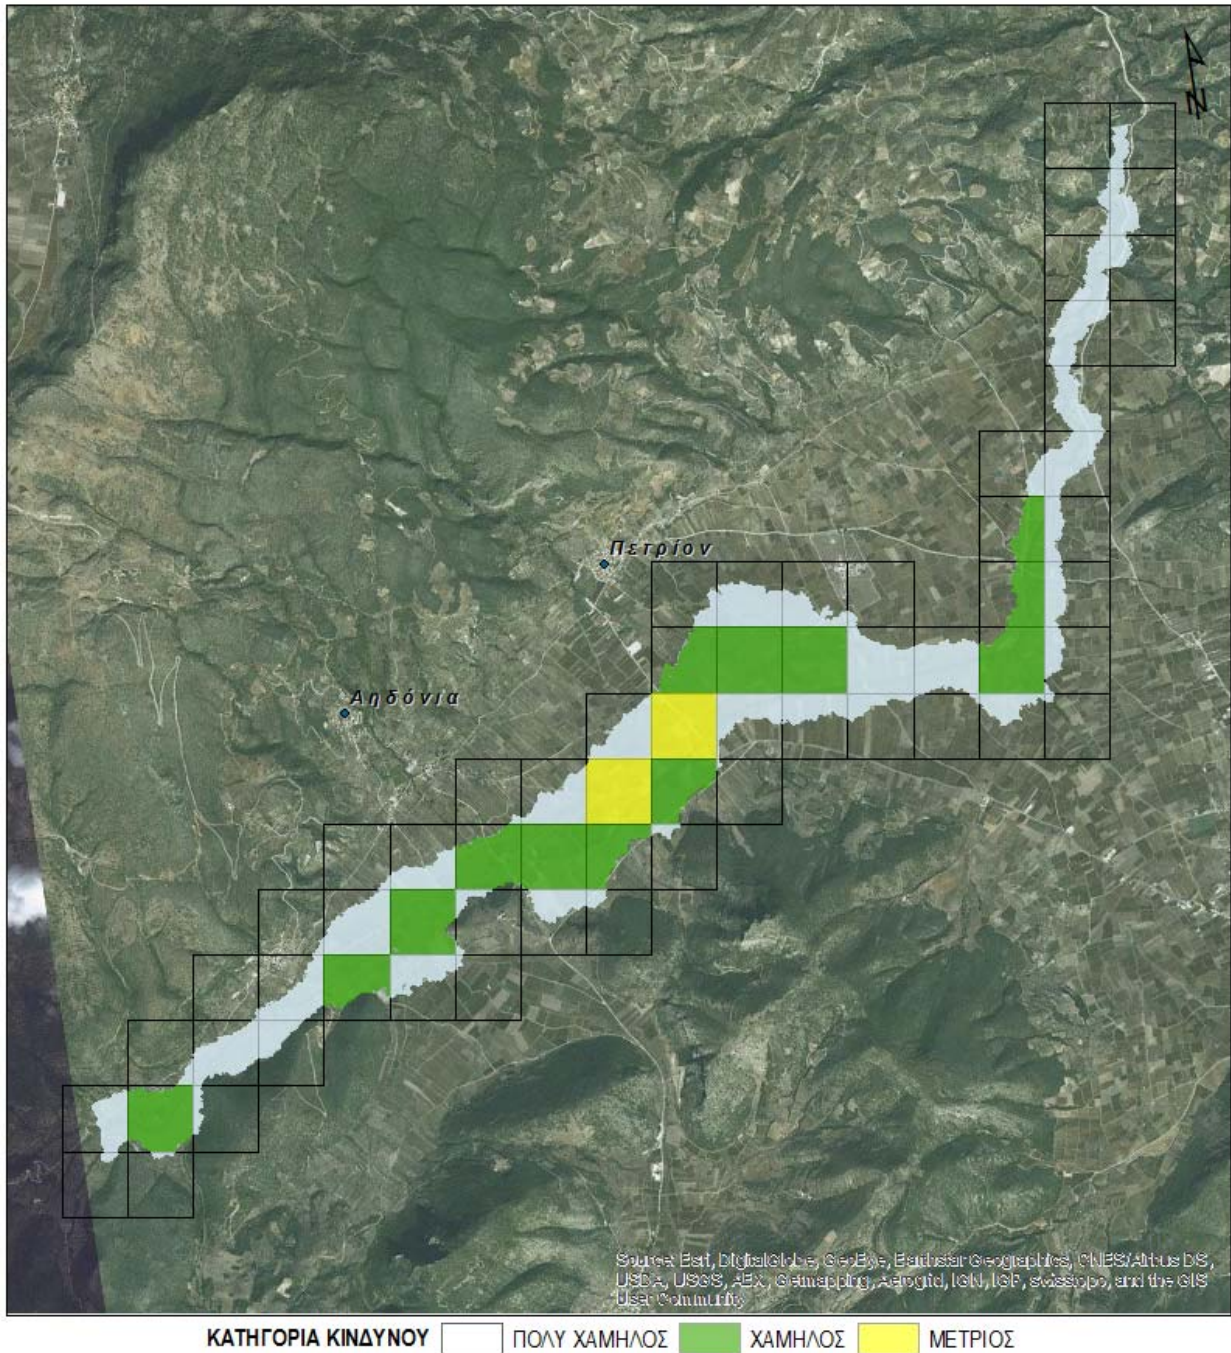 N
Πετρίον
Αηδόνια
Source: Esri, DigitalGlobe, GeoEye, Earthstar Geographics, CNES/Airbus DS,
USDA, USGS, AEX, Getmapping, Aerogrid, IGN, IGP, swisstopo, and the GIS
User Community
ΚΑΤΗΓΟΡΙΑ ΚΙΝΔΥΝΟΥ ΠΟΛΥ ΧΑΜΗΛΟΣ ΧΑΜΗΛΟΣ ΜΕΤΡΙΟΣ